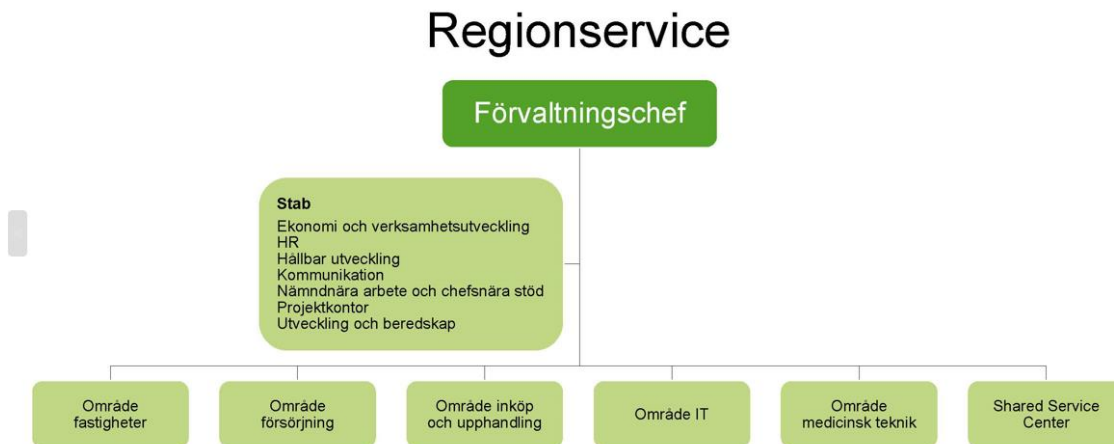 Regionservice
Förvaltningschef
Stab
Ekonomi och verksamhetsutveckling
HR
Hållbar utveckling
Kommunikation
Nämndnära arbete och chefsnära stöd
Projektkontor
Utveckling och beredskap
Område
fastigheter
Område
försörjning
Område inköp
och upphandling
Område IT
Område
medicinsk teknik
Shared Service
Center